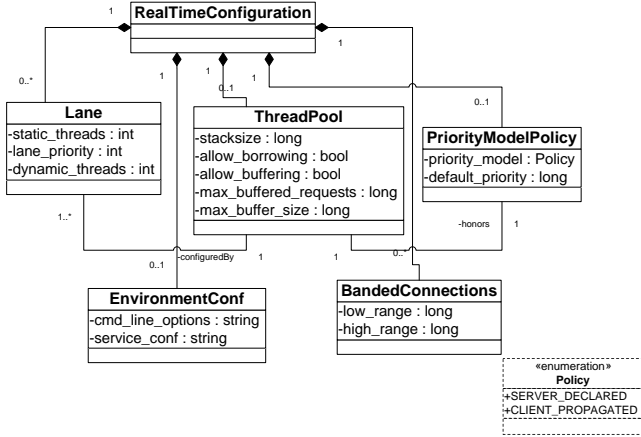 RealTimeConfiguration
1
1
1
1
1
0..*
0..1
0..1
Lane
-static_threads : int
-lane_priority : int
-dynamic_threads : int
ThreadPool
-stacksize : long
-allow_borrowing : bool
-allow_buffering : bool
-max_buffered_requests : long
-max_buffer_size : long
PriorityModelPolicy
-priority_model : Policy
-default_priority : long
1..*
-configuredBy
1
1
0..*
-honors
1
0..1
EnvironmentConf
-cmd_line_options : string
-service_conf : string
BandedConnections
-low_range : long
-high_range : long
«enumeration»
Policy
+SERVER_DECLARED
+CLIENT_PROPAGATED